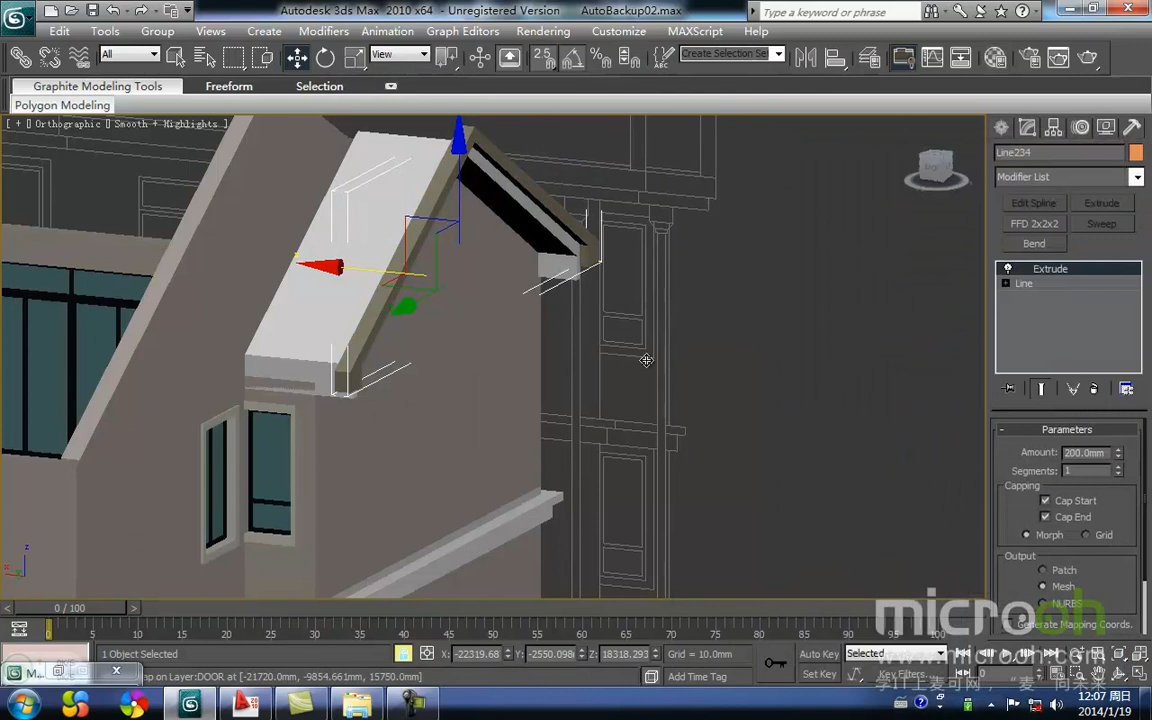 Autodesk 3ds Max 2010 x64 - Unregistered Version AutoBackup02.max
Type a keyword or phrase
Edit Tools Group Views Create Modifiers Animation Graph Editors Rendering Customize MAXScript Help
All View 2.5 Create Selection Se
Graphite Modeling Tools Freeform Selection
Polygon Modeling
[ + ] Orthographic ] Smooth + Highlights ]
Line234
Modifier List
Edit Spline Extrude
FFD 2x2x2 Sweep
Bend
Extrude
Line
Parameters
Amount: 200.0mm
Segments: 1
Capping
Cap Start
Cap End
Morph Grid
Output
Patch
Mesh
NURBS
Generate Mapping Coords.
microoh
www.microoh.com
0 / 100
0 5 10 15 20 25 30 35 40 45 50 55 60 65 70 75 80 85 90 95 100
1 Object Selected X: -22319.68 Y: -2550.098 Z: 18318.293 Grid = 10.0mm Auto Key Selected
ap on Layer:DOOR at [-21720.0mm, -9854.661mm, 15750.0mm] Add Time Tag Set Key Key Filters... 0
12:07 周日
2014/1/19